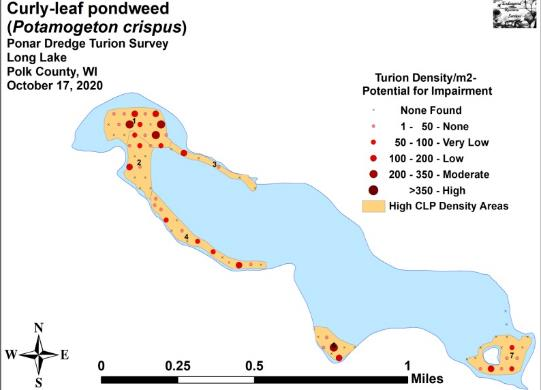 Curly-leaf pondweed
(Potamogeton crispus)
Ponar Dredge Turion Survey
Long Lake
Polk County, WI
October 17, 2020
Turion Density/m2-
Potential for Impairment
None Found
1 - 50 - None
50 - 100 - Very Low
100 - 200 - Low
200 - 350 - Moderate
>350 - High
High CLP Density Areas
1
2
3
4
7
N
W E
S
0 0.25 0.5 1
Miles